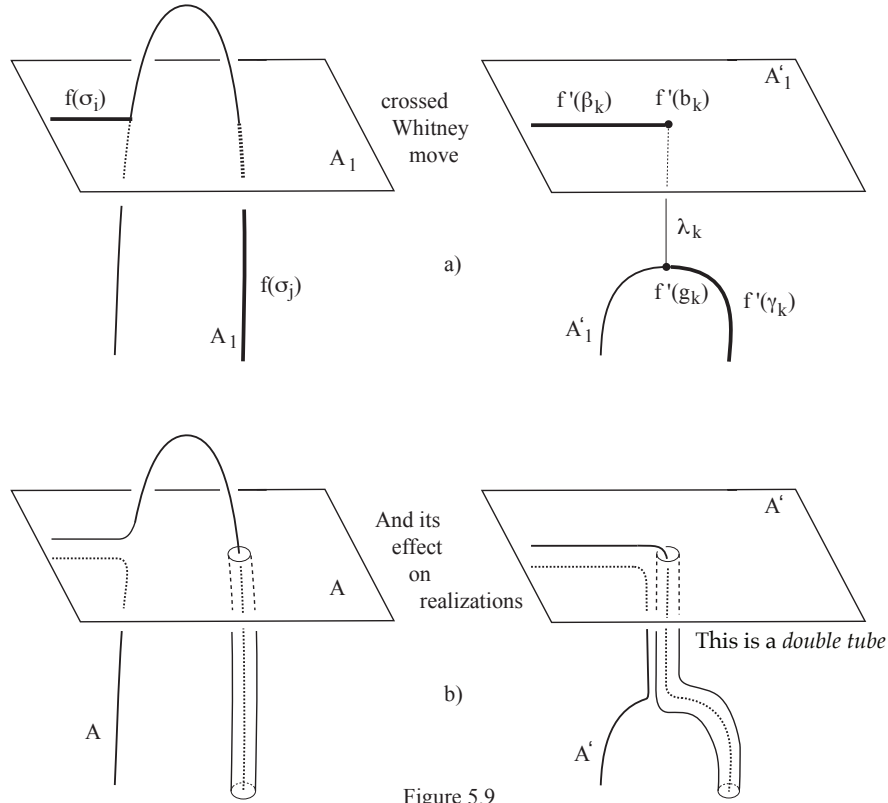 A'₁
f(σᵢ)
f '(βₖ)
f '(bₖ)
crossed
Whitney
move
A₁
λₖ
a)
f(σⱼ)
f '(gₖ)
f '(γₖ)
A₁
A'₁
A'
And its
effect
on
realizations
A
This is a double tube
b)
A
A'
Figure 5.9